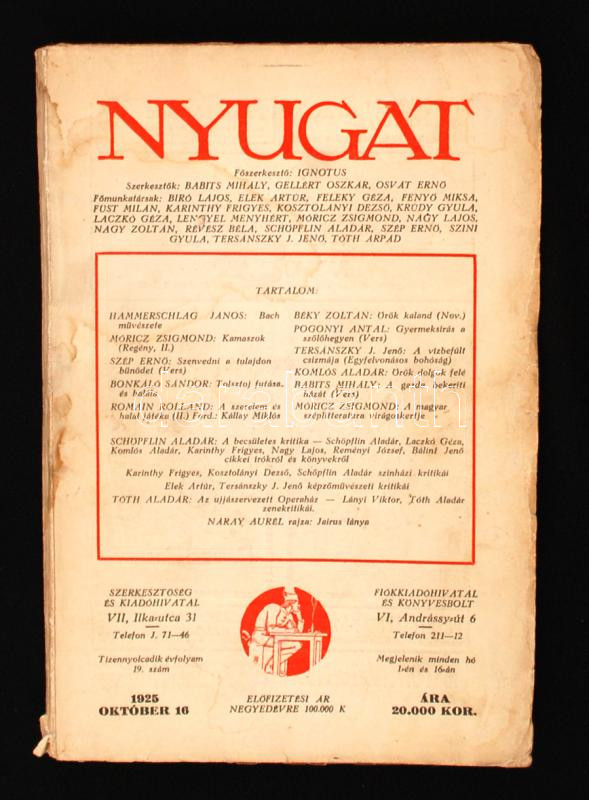 NYUGAT
Főszerkesztő: IGNOTUS
Szerkesztők: BABITS MIHÁLY, GELLÉRT OSZKÁR, OSVÁT ERNŐ
Főmunkatársak: BIRÓ LAJOS, ELEK ARTUR, FELEKY GÉZA, FENYŐ MIKSA,
FÜST MILÁN, KARINTHY FRIGYES, KOSZTOLÁNYI DEZSŐ, KRÚDY GYULA,
LACZKÓ GÉZA, LENGYEL MENYHÉRT, MÓRICZ ZSIGMOND, NAGY LAJOS,
NAGY ZOLTÁN, RÉVÉSZ BÉLA, SCHÖPFLIN ALADÁR, SZÉP ERNŐ, SZINI
GYULA, TERSÁNSZKY J. JENŐ, TÓTH ÁRPÁD
TARTALOM:
HAMMERSCHLAG JÁNOS: Bach
művészete
MÓRICZ ZSIGMOND: Kamaszok
(Regény, II.)
SZÉP ERNŐ: Szenvedni a tulajdon
bűnödet (Vers)
BONKÁLÓ SÁNDOR: Tolsztoj futása
és halála
ROMAIN ROLLAND: A szerelem és
halál játéka (II.) Ford.: Kállay Miklós
BÉKY ZOLTÁN: Örök kaland (Nov.)
POGONYI ANTAL: Gyermeksirás a
szőlőhegyen (Vers)
TERSÁNSZKY J. Jenő: A vizbefúlt
csizmája (Egyfelvonásos bohóság)
KOMLÓS ALADÁR: Örök dolgok felé
BABITS MIHÁLY: A gazda bekeríti
házát (Vers)
MÓRICZ ZSIGMOND: A magyar
széplitteratura virágoskertje
SCHÖPFLIN ALADÁR: A becsületes kritika — Schöpflin Aladár, Laczkó Géza,
Komlós Aladár, Karinthy Frigyes, Nagy Lajos, Reményi József, Bálint Jenő
cikkei irókról és könyvekről
Karinthy Frigyes, Kosztolányi Dezső, Schöpflin Aladár szinházi kritikái
Elek Artúr, Tersánszky J. Jenő képzőművészeti kritikái
TÓTH ALADÁR: Az ujjászervezett Operaház — Lányi Viktor, Tóth Aladár
zenekritikái.
NÁRAY AURÉL rajza: Jairus lánya
SZERKESZTŐSÉG
ÉS KIADÓHIVATAL
VII, Ilka-utca 31
Telefon J. 71—46
Tizennyolcadik évfolyam
19. szám
1925
OKTÓBER 16
ELŐFIZETÉSI ÁR
NEGYEDÉVRE 100.000 K
FIÓKKIADÓHIVATAL
ÉS KÖNYVESBOLT
VI, Andrássy-út 6
Telefon 211—12
Megjelenik minden hó
1-én és 16-án
ÁRA
20.000 KOR.
darabanth